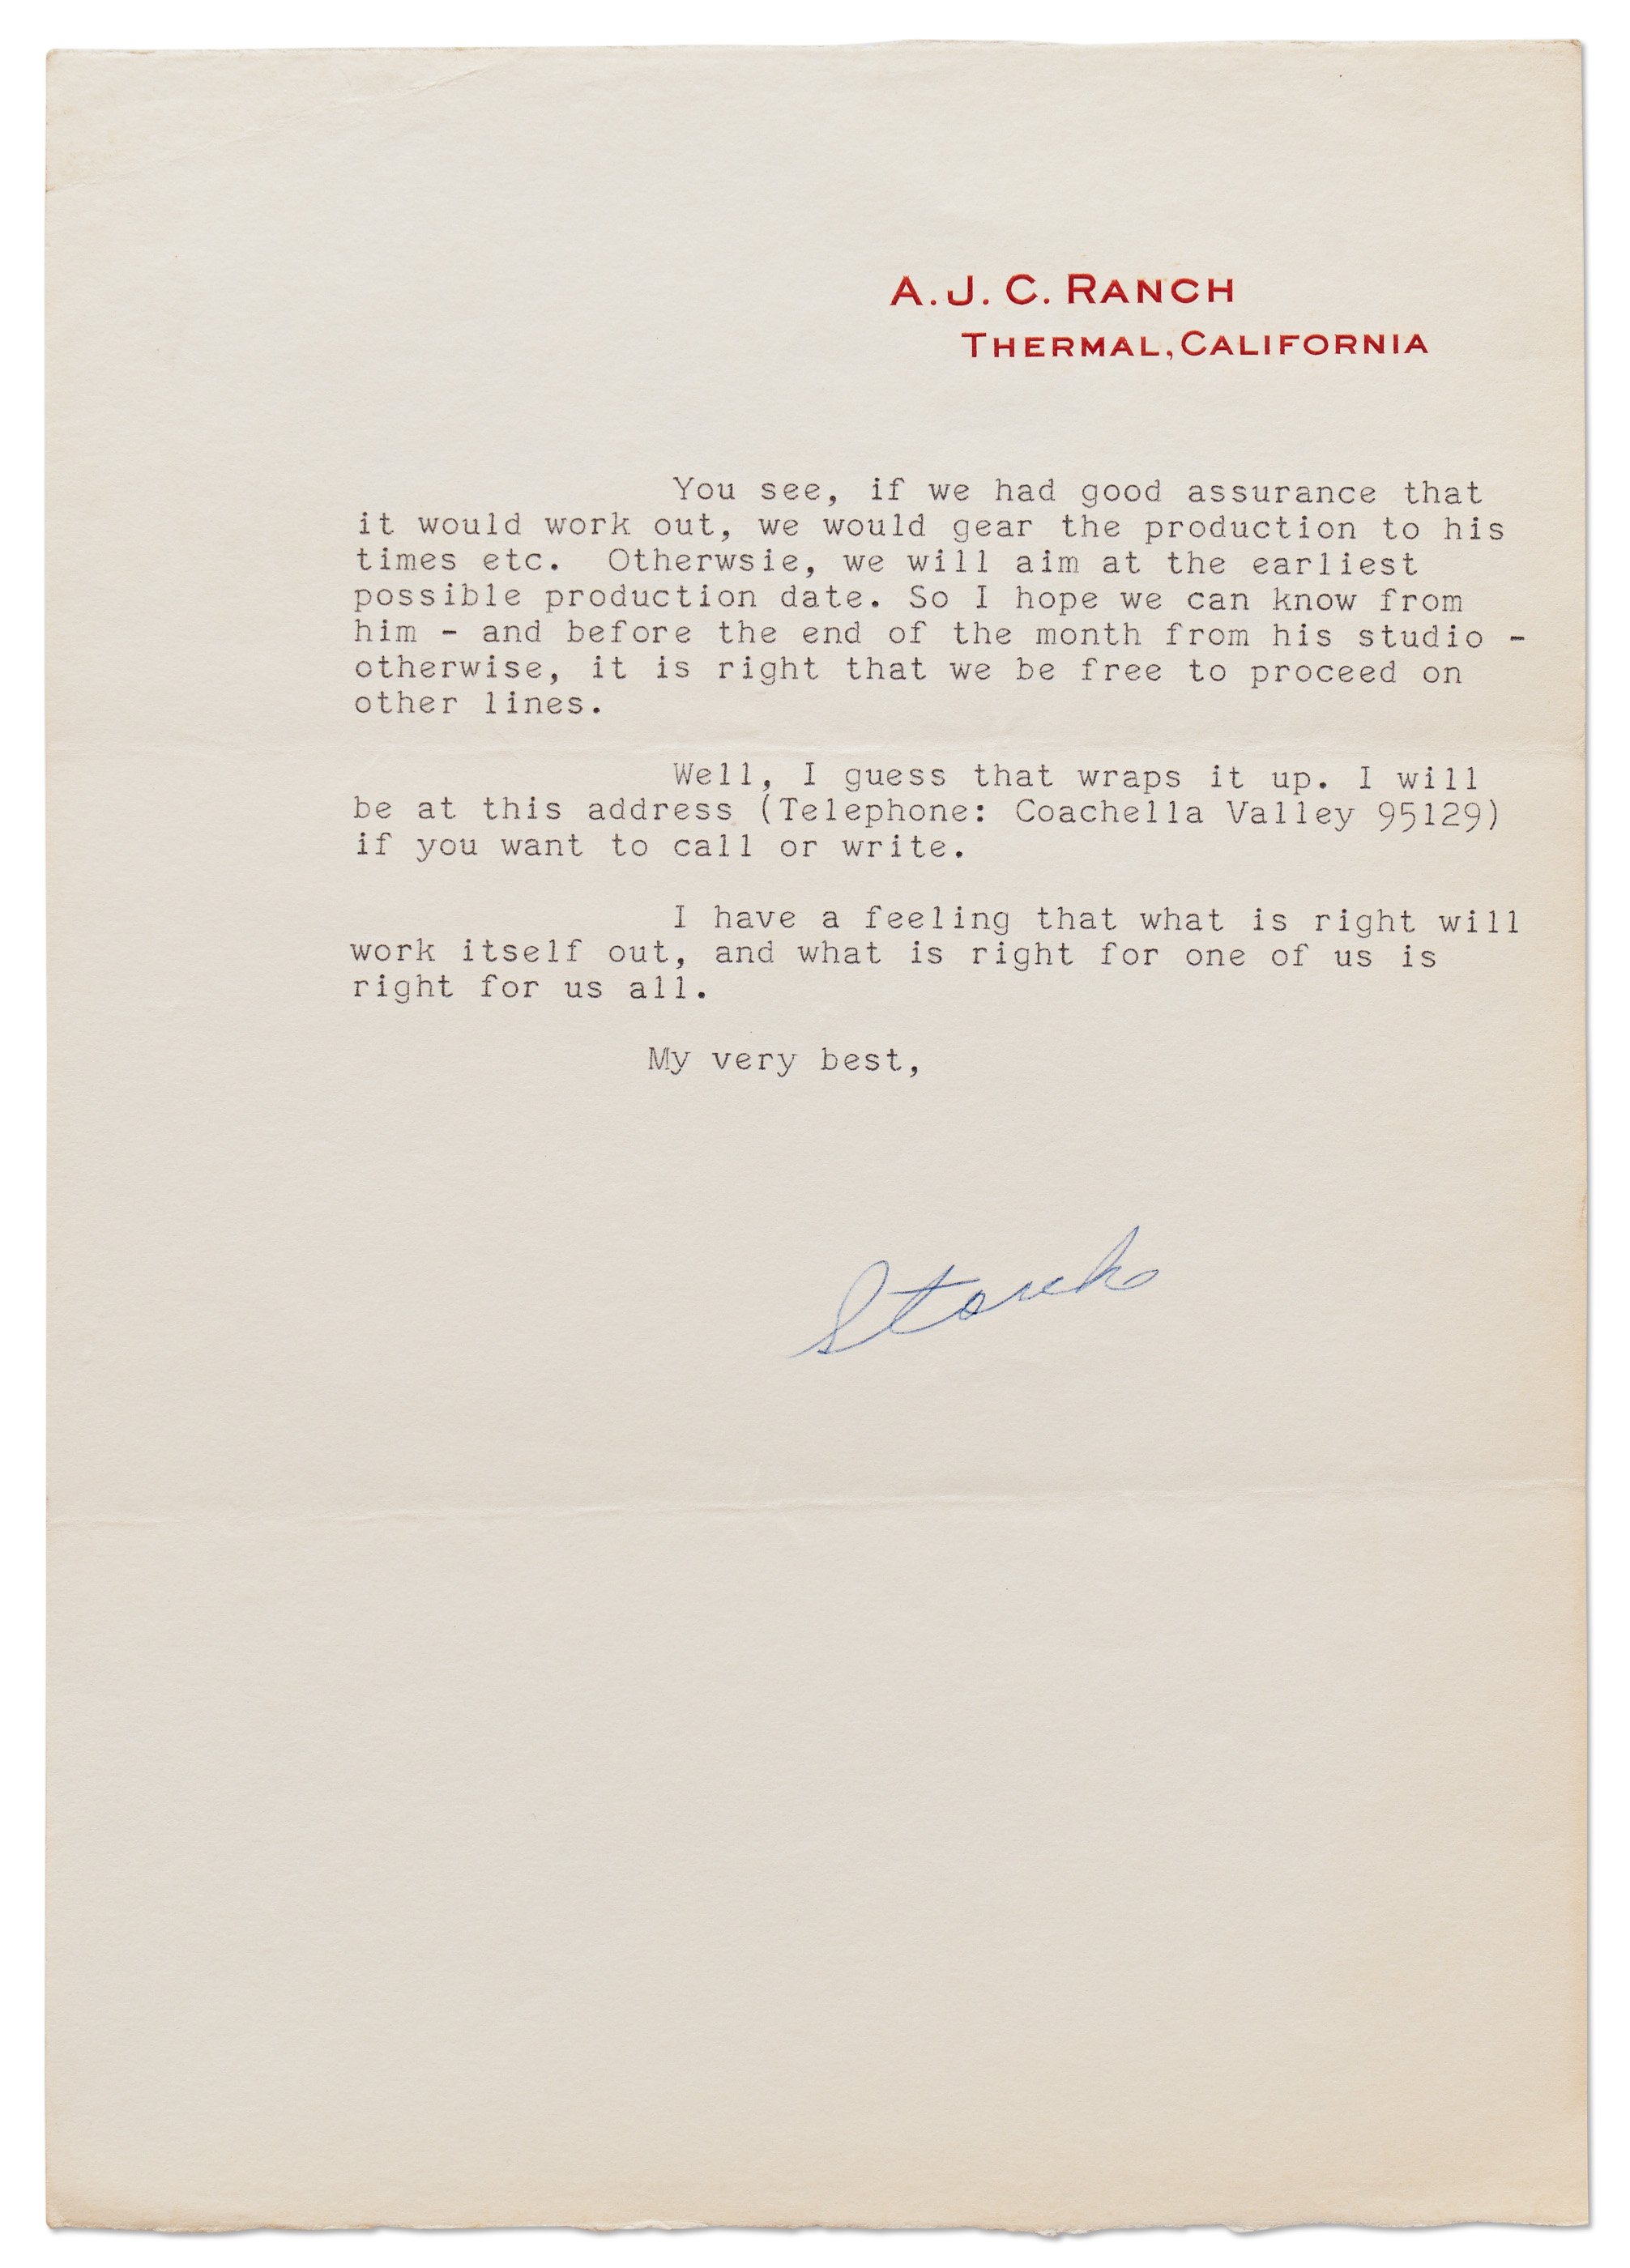 A. J. C. RANCH
THERMAL, CALIFORNIA
You see, if we had good assurance that
it would work out, we would gear the production to his
times etc. Otherwsie, we will aim at the earliest
possible production date. So I hope we can know from
him - and before the end of the month from his studio -
otherwise, it is right that we be free to proceed on
other lines.
Well, I guess that wraps it up. I will
be at this address (Telephone: Coachella Valley 95129)
if you want to call or write.
I have a feeling that what is right will
work itself out, and what is right for one of us is
right for us all.
My very best,